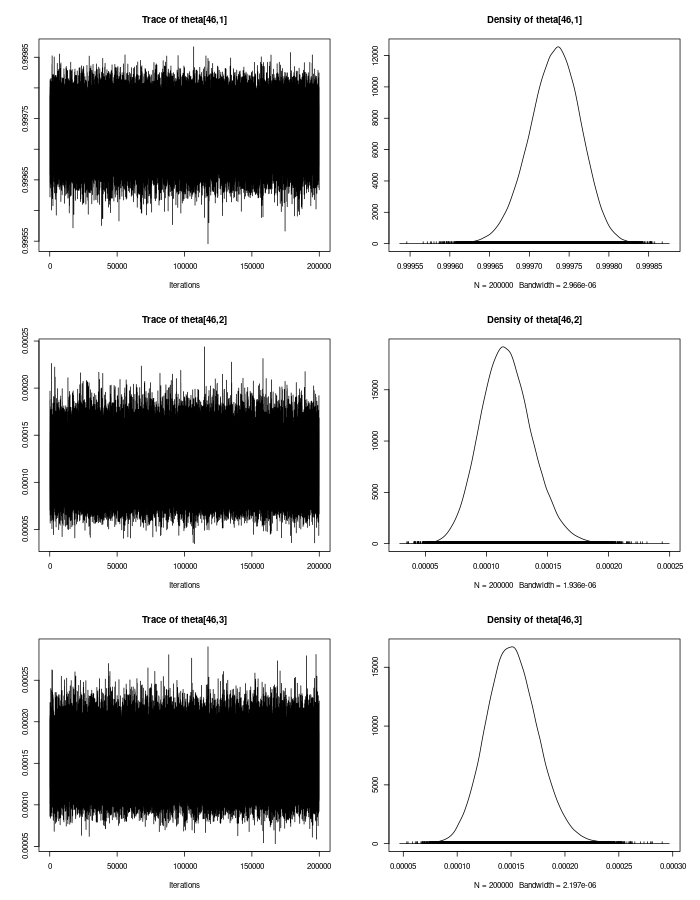 Trace of theta[46,1]
0.99955 0.99965 0.99975 0.99985
0 50000 100000 150000 200000
Iterations
Density of theta[46,1]
0 2000 4000 6000 8000 10000 12000
0.99955 0.99960 0.99965 0.99970 0.99975 0.99980 0.99985
N = 200000 Bandwidth = 2.966e-06
Trace of theta[46,2]
0.00005 0.00010 0.00015 0.00020 0.00025
0 50000 100000 150000 200000
Iterations
Density of theta[46,2]
0 5000 10000 15000
0.00005 0.00010 0.00015 0.00020 0.00025
N = 200000 Bandwidth = 1.936e-06
Trace of theta[46,3]
0.00005 0.00010 0.00015 0.00020 0.00025
0 50000 100000 150000 200000
Iterations
Density of theta[46,3]
0 5000 10000 15000
0.00005 0.00010 0.00015 0.00020 0.00025 0.00030
N = 200000 Bandwidth = 2.197e-06